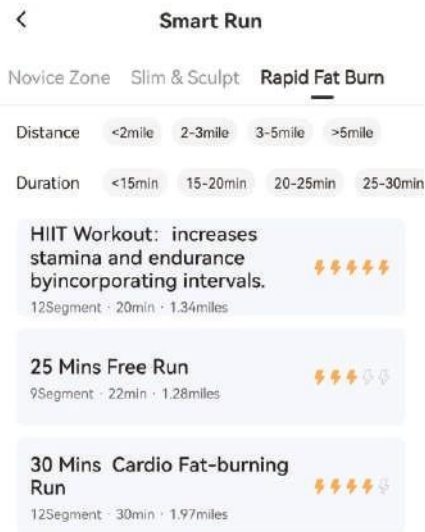 Smart Run
Novice Zone Slim & Sculpt Rapid Fat Burn
Distance <2mile 2-3mile 3-5mile >5mile
Duration <15min 15-20min 20-25min 25-30min
HIIT Workout: increases
stamina and endurance
byincorporating intervals.
12Segment · 20min · 1.34miles
25 Mins Free Run
9Segment · 22min · 1.28miles
30 Mins Cardio Fat-burning
Run
12Segment · 30min · 1.97miles